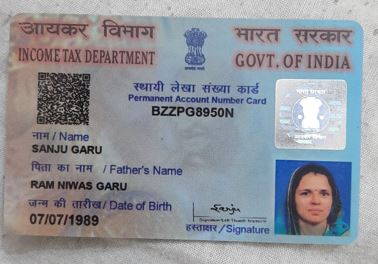 आयकर विभाग
INCOME TAX DEPARTMENT
भारत सरकार
GOVT. OF INDIA
स्थायी लेखा संख्या कार्ड
Permanent Account Number Card
BZZPG8950N
नाम / Name
SANJU GARU
पिता का नाम / Father's Name
RAM NIWAS GARU
जन्म की तारीख / Date of Birth
07/07/1989
Sanju
हस्ताक्षर / Signature